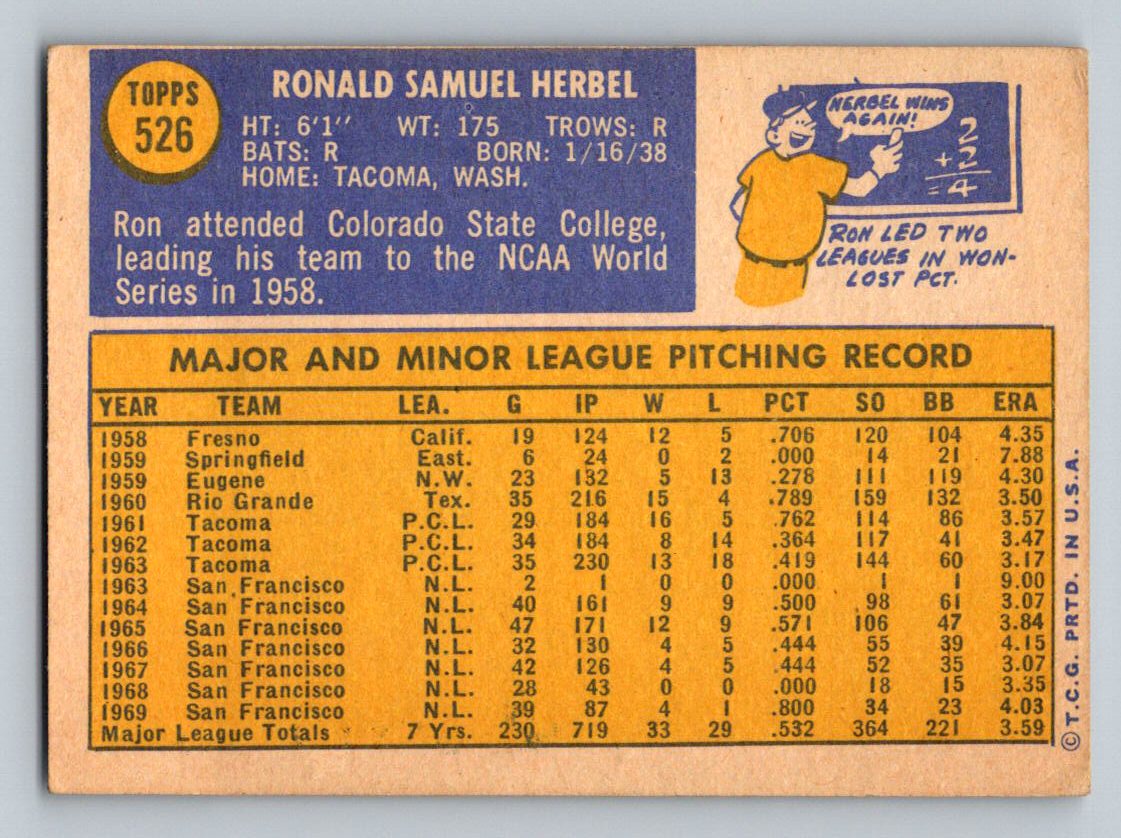 TOPPS
526
RONALD SAMUEL HERBEL
HT: 6'1" WT: 175 TROWS: R
BATS: R BORN: 1/16/38
HOME: TACOMA, WASH.
Ron attended Colorado State College,
leading his team to the NCAA World
Series in 1958.
HERBEL WINS
AGAIN!
2
+ 2
= 4
RON LED TWO
LEAGUES IN WON-
LOST PCT.
MAJOR AND MINOR LEAGUE PITCHING RECORD
YEAR TEAM LEA. G IP W L PCT SO BB ERA
1958 Fresno Calif. 19 124 12 5 .706 120 104 4.35
1959 Springfield East. 6 24 0 2 .000 14 21 7.88
1959 Eugene N.W. 23 132 5 13 .278 111 119 4.30
1960 Rio Grande Tex. 35 216 15 4 .789 159 132 3.50
1961 Tacoma P.C.L. 29 184 16 5 .762 114 86 3.57
1962 Tacoma P.C.L. 34 184 8 14 .364 117 41 3.47
1963 Tacoma P.C.L. 35 230 13 18 .419 144 60 3.17
1963 San Francisco N.L. 2 1 0 0 .000 1 1 9.00
1964 San Francisco N.L. 40 161 9 9 .500 98 61 3.07
1965 San Francisco N.L. 47 171 12 9 .571 106 47 3.84
1966 San Francisco N.L. 32 130 4 5 .444 55 39 4.15
1967 San Francisco N.L. 42 126 4 5 .444 52 35 3.07
1968 San Francisco N.L. 28 43 0 0 .000 18 15 3.35
1969 San Francisco N.L. 39 87 4 1 .800 34 23 4.03
Major League Totals 7 Yrs. 230 719 33 29 .532 364 221 3.59
© T.C.G. PRTD. IN U.S.A.